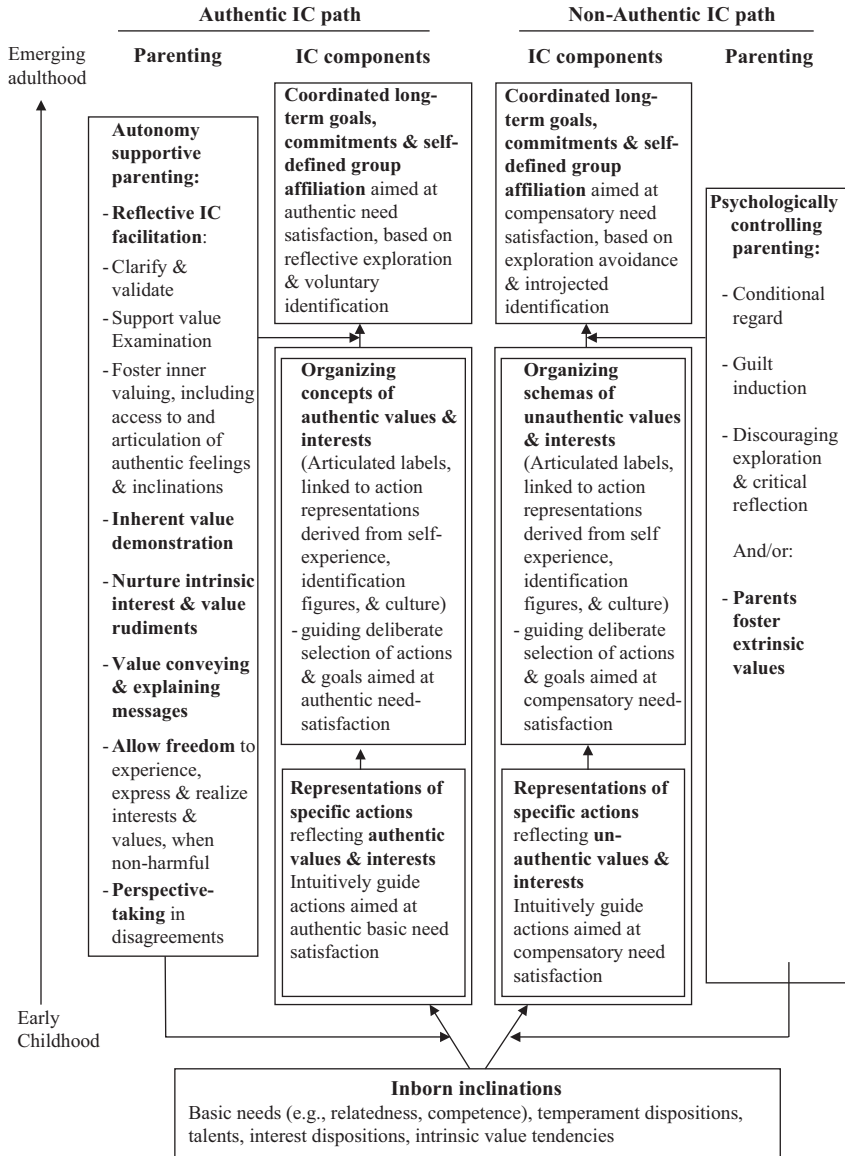 Authentic IC path
Non-Authentic IC path
Emerging
adulthood
Parenting
IC components
IC components
Parenting
Autonomy
supportive
parenting:
- Reflective IC
facilitation:
- Clarify &
validate
- Support value
Examination
- Foster inner
valuing, including
access to and
articulation of
authentic feelings
& inclinations
- Inherent value
demonstration
- Nurture intrinsic
interest & value
rudiments
- Value conveying
& explaining
messages
- Allow freedom to
experience,
express & realize
interests &
values, when
non-harmful
- Perspective-
taking in
disagreements
Coordinated long-
term goals,
commitments & self-
defined group
affiliation aimed at
authentic need
satisfaction, based on
reflective exploration
& voluntary
identification
Organizing
concepts of
authentic values &
interests
(Articulated labels,
linked to action
representations
derived from self-
experience,
identification
figures, & culture)
- guiding deliberate
selection of actions
& goals aimed at
authentic need-
satisfaction
Representations of
specific actions
reflecting authentic
values & interests
Intuitively guide
actions aimed at
authentic basic need
satisfaction
Coordinated long-
term goals,
commitments & self-
defined group
affiliation aimed at
compensatory need
satisfaction, based on
exploration avoidance
& introjected
identification
Organizing
schemas of
unauthentic values
& interests
(Articulated labels,
linked to action
representations
derived from self
experience,
identification
figures, & culture)
- guiding deliberate
selection of actions
& goals aimed at
compensatory need-
satisfaction
Representations of
specific actions
reflecting un-
authentic values &
interests
Intuitively guide
actions aimed at
compensatory need
satisfaction
Psychologically
controlling
parenting:
- Conditional
regard
- Guilt
induction
- Discouraging
exploration
& critical
reflection
And/or:
- Parents
foster
extrinsic
values
Early
Childhood
Inborn inclinations
Basic needs (e.g., relatedness, competence), temperament dispositions,
talents, interest dispositions, intrinsic value tendencies